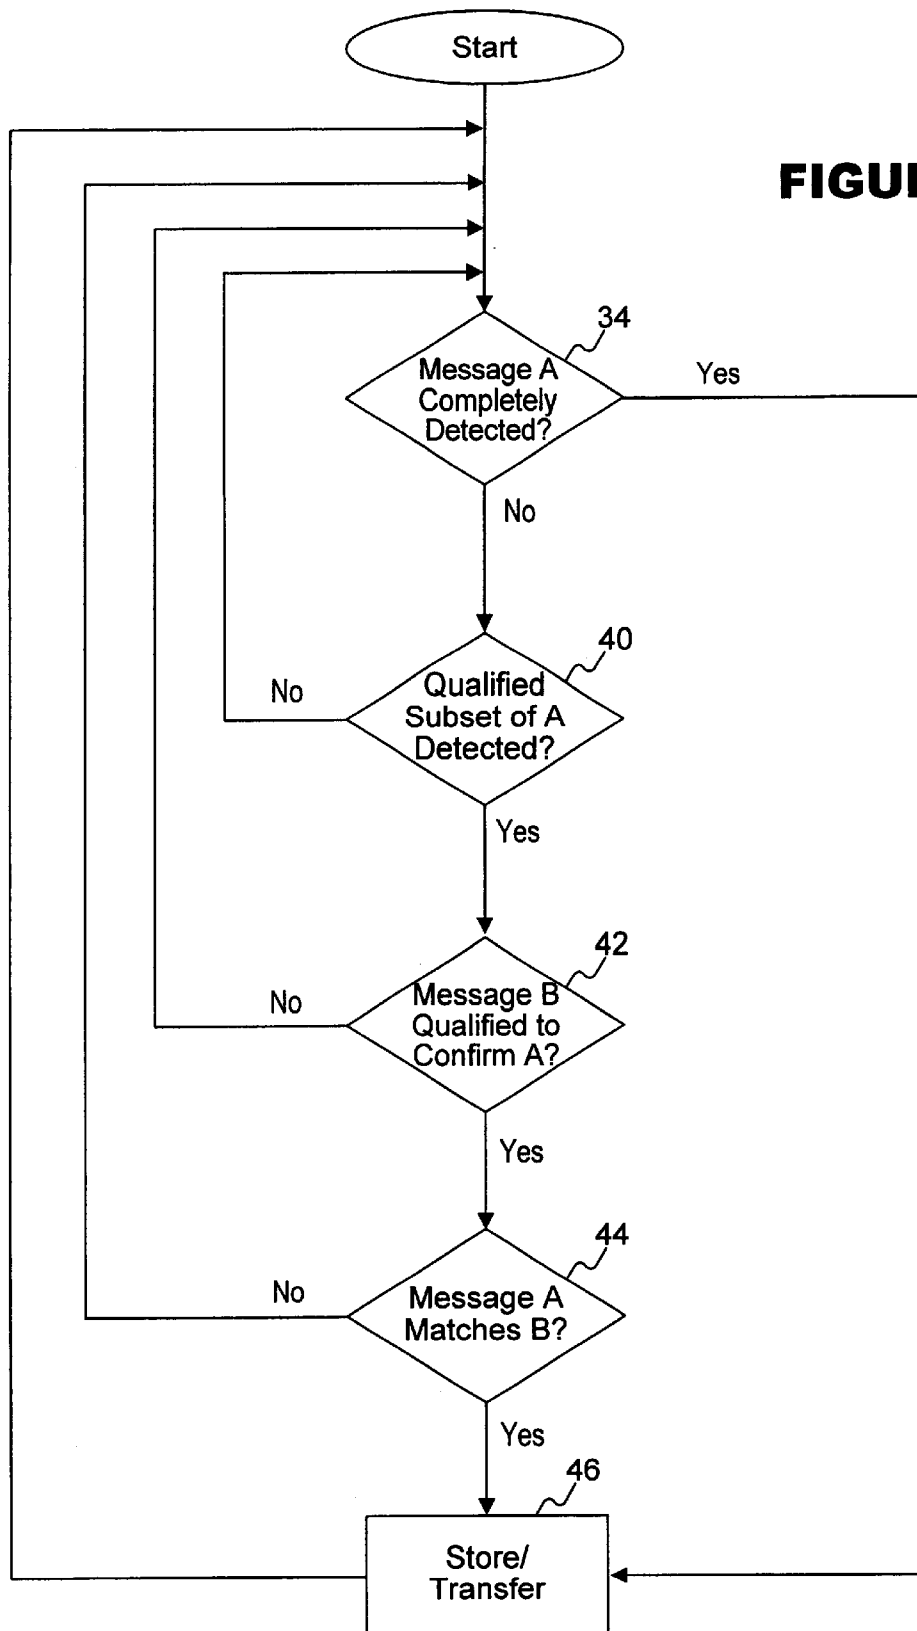 Start
FIGU
34
Message A
Completely
Detected?
Yes
No
40
Qualified
Subset of A
Detected?
No
Yes
42
Message B
Qualified to
Confirm A?
No
Yes
44
Message A
Matches B?
No
Yes
46
Store/
Transfer